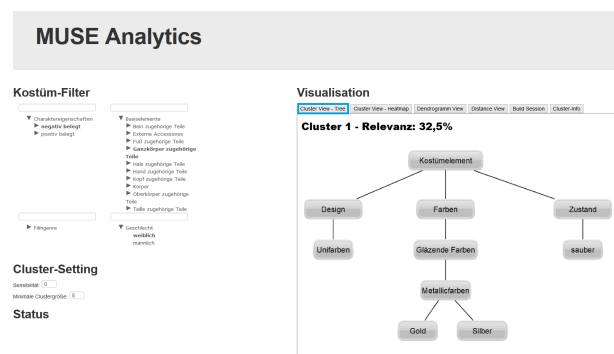 MUSE Analytics
Kostüm-Filter
▼ Charaktereigenschaften
▶ negativ belegt
▶ positiv belegt
▼ Basiselemente
▶ Bein zugehörige Teile
▶ Externe Accessoires
▶ Fuß zugehörige Teile
▶ Ganzkörper zugehörige
Teile
▶ Hals zugehörige Teile
▶ Hand zugehörige Teile
▶ Kopf zugehörige Teile
▶ Körper
▶ Oberkörper zugehörige
Teile
▶ Taille zugehörige Teile
▶ Filmgenre
▼ Geschlecht
weiblich
männlich
Cluster-Setting
Sensibilität: 0
Minimale Clustergröße: 8
Status
Visualisation
Cluster View - Tree Cluster View - Heatmap Dendrogramm View Distance View Build Session Cluster-Info
Cluster 1 - Relevanz: 32,5%
Kostümelement
Design Farben Zustand
Unifarben Gläzende Farben sauber
Metallicfarben
Gold Silber